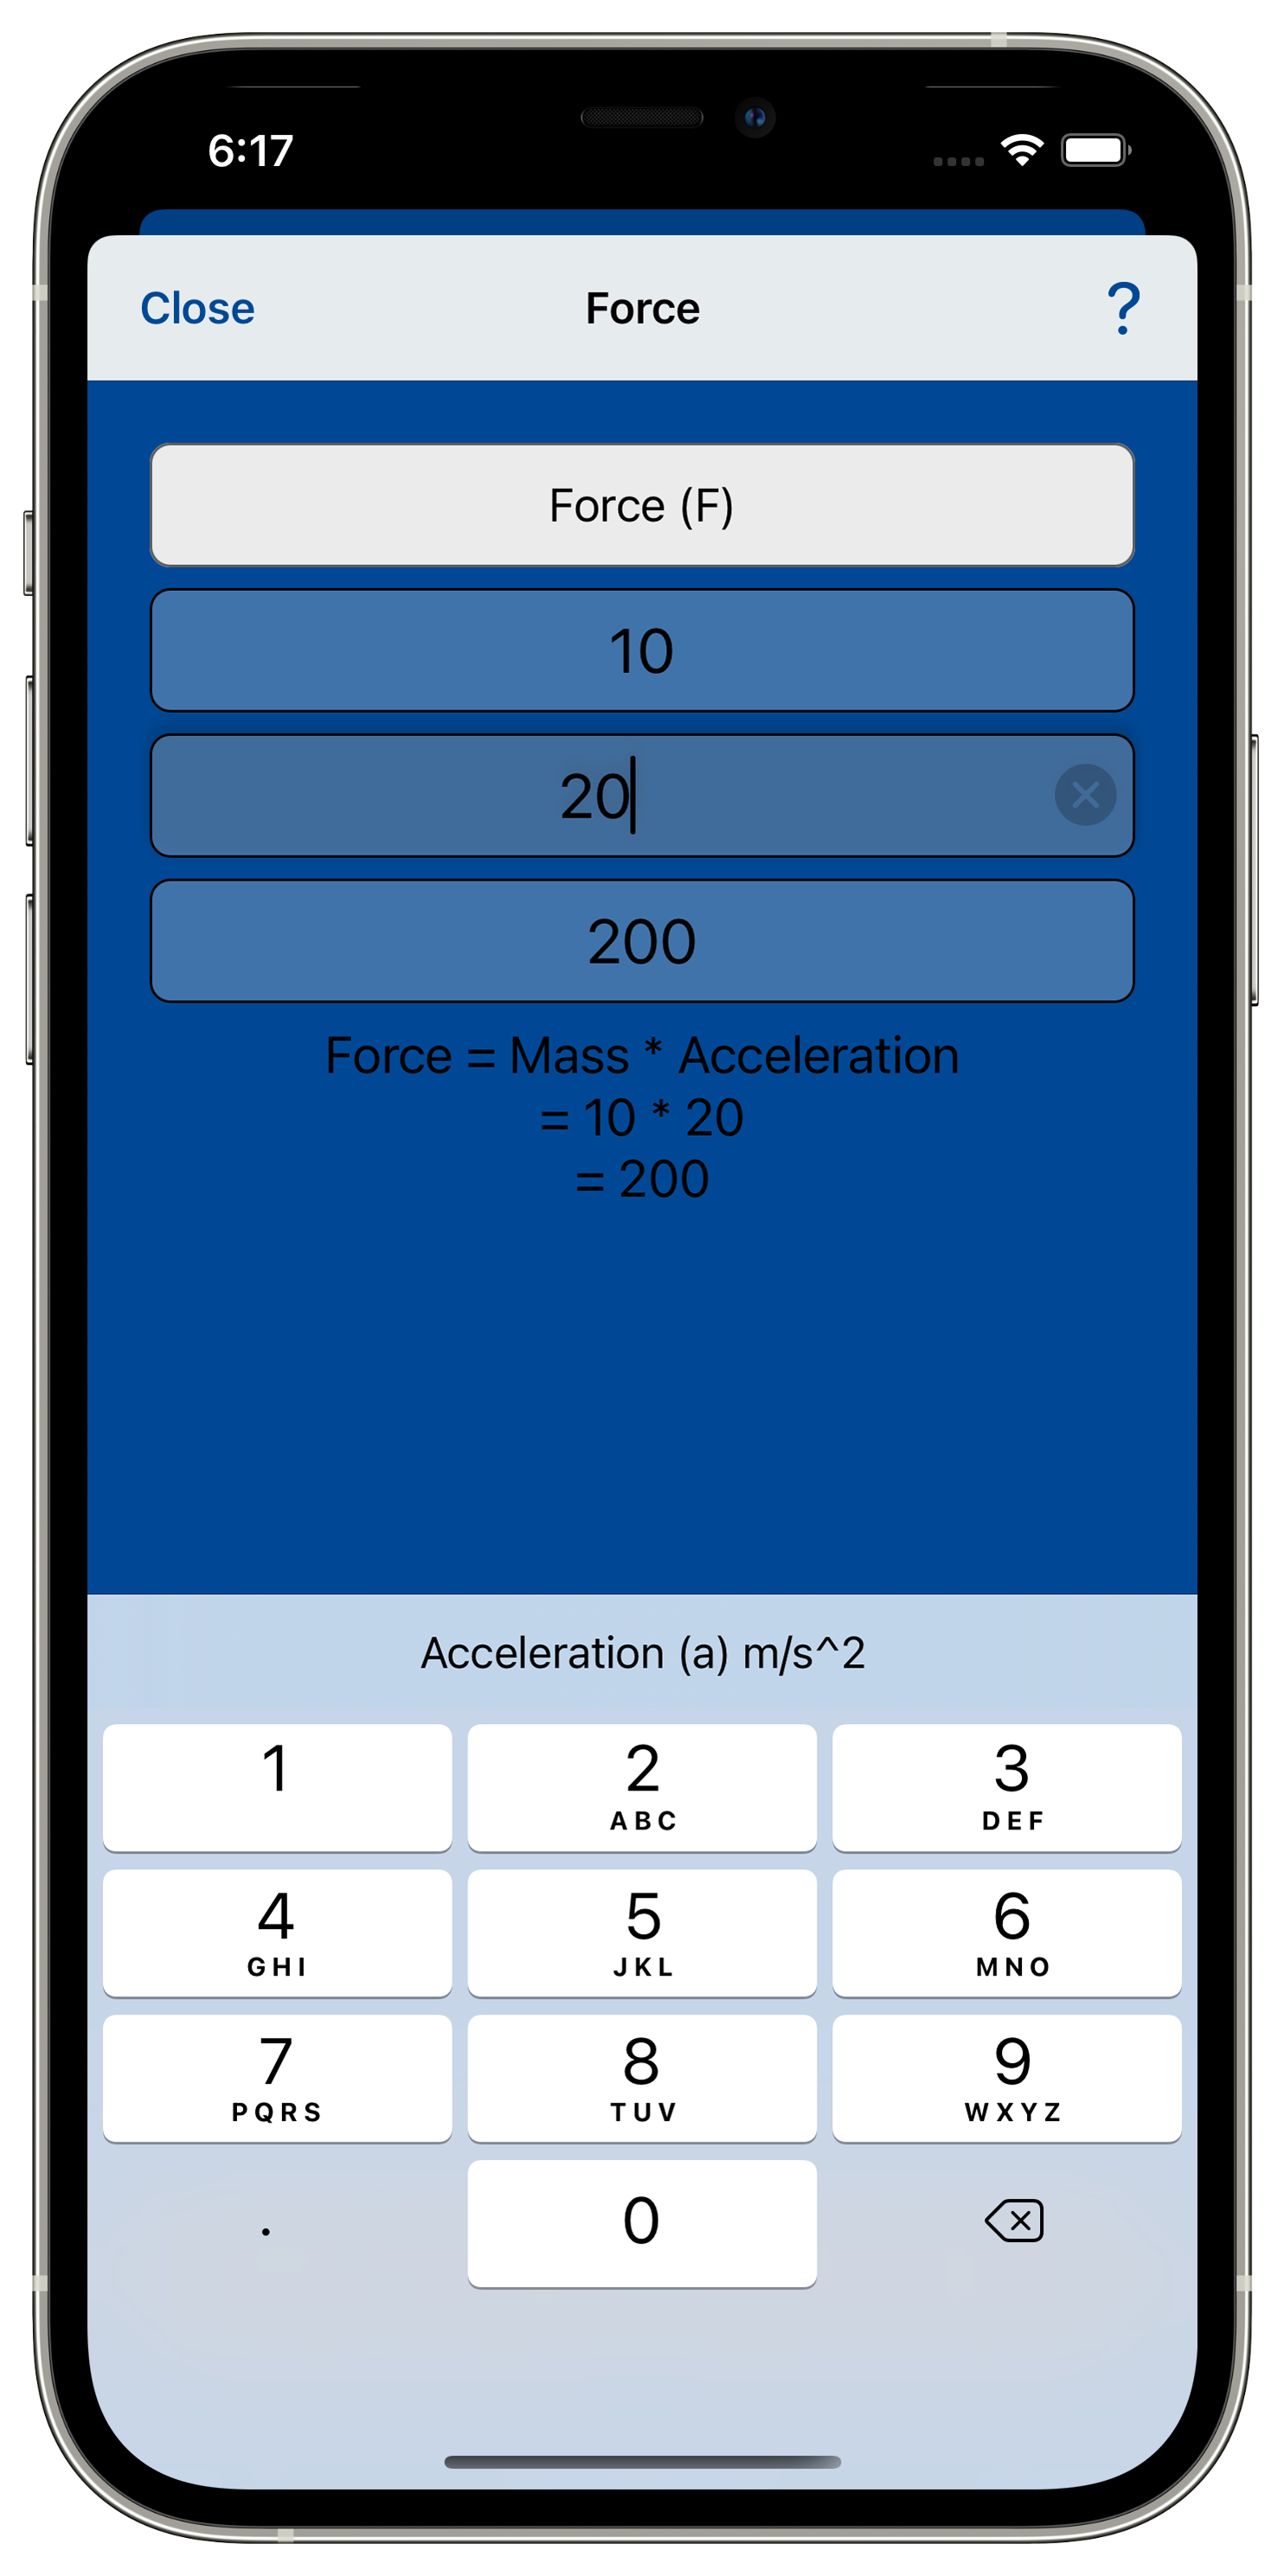 6:17
Close Force ?
Force (F)
10
20
200
Force = Mass * Acceleration
= 10 * 20
= 200
Acceleration (a) m/s^2
1 2 3
ABC DEF
4 5 6
GHI JKL MNO
7 8 9
PQRS TUV WXYZ
. 0